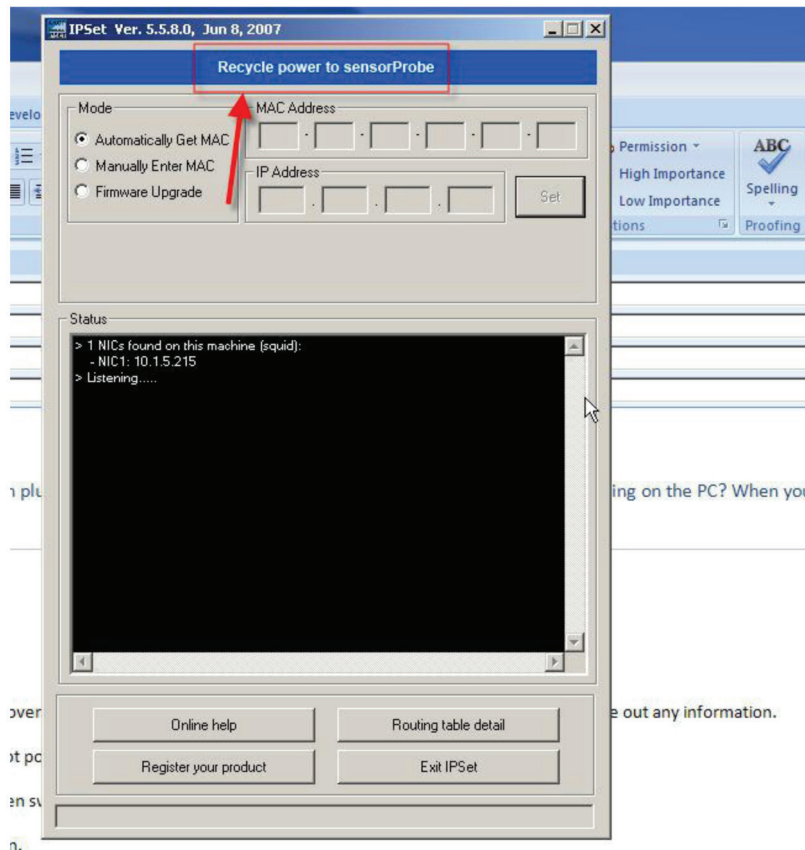 IPSet Ver. 5.5.8.0, Jun 8, 2007
Recycle power to sensorProbe
Mode
Automatically Get MAC
Manually Enter MAC
Firmware Upgrade
MAC Address
IP Address
Set
Status
> 1 NICs found on this machine (squid):
- NIC1: 10.1.5.215
> Listening.....
Online help
Routing table detail
Register your product
Exit IPSet
Permission
High Importance
Low Importance
ABC
Spelling
Proofing
ing on the PC? When you
e out any information.